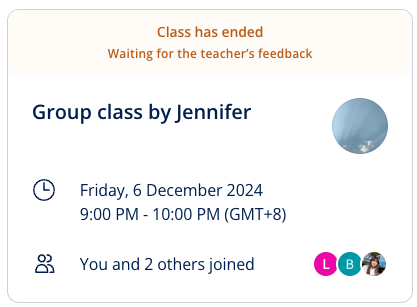 Class has ended
Waiting for the teacher's feedback
Group class by Jennifer
Friday, 6 December 2024
9:00 PM - 10:00 PM (GMT+8)
You and 2 others joined
L B